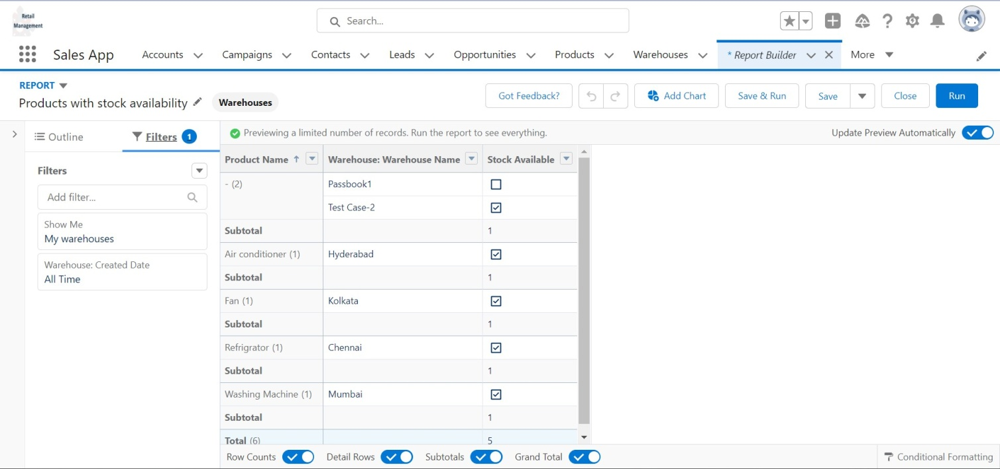 Retail
Management
Search...
Sales App Accounts Campaigns Contacts Leads Opportunities Products Warehouses * Report Builder More
REPORT
Products with stock availability Warehouses
Got Feedback? Add Chart Save & Run Save Close Run
Outline Filters 1
Previewing a limited number of records. Run the report to see everything. Update Preview Automatically
Filters
Add filter...
Show Me
My warehouses
Warehouse: Created Date
All Time
Product Name ↑ Warehouse: Warehouse Name Stock Available
- (2) Passbook1
Test Case-2
Subtotal 1
Air conditioner (1) Hyderabad
Subtotal 1
Fan (1) Kolkata
Subtotal 1
Refrigrator (1) Chennai
Subtotal 1
Washing Machine (1) Mumbai
Subtotal 1
Total (6) 5
Row Counts Detail Rows Subtotals Grand Total Conditional Formatting